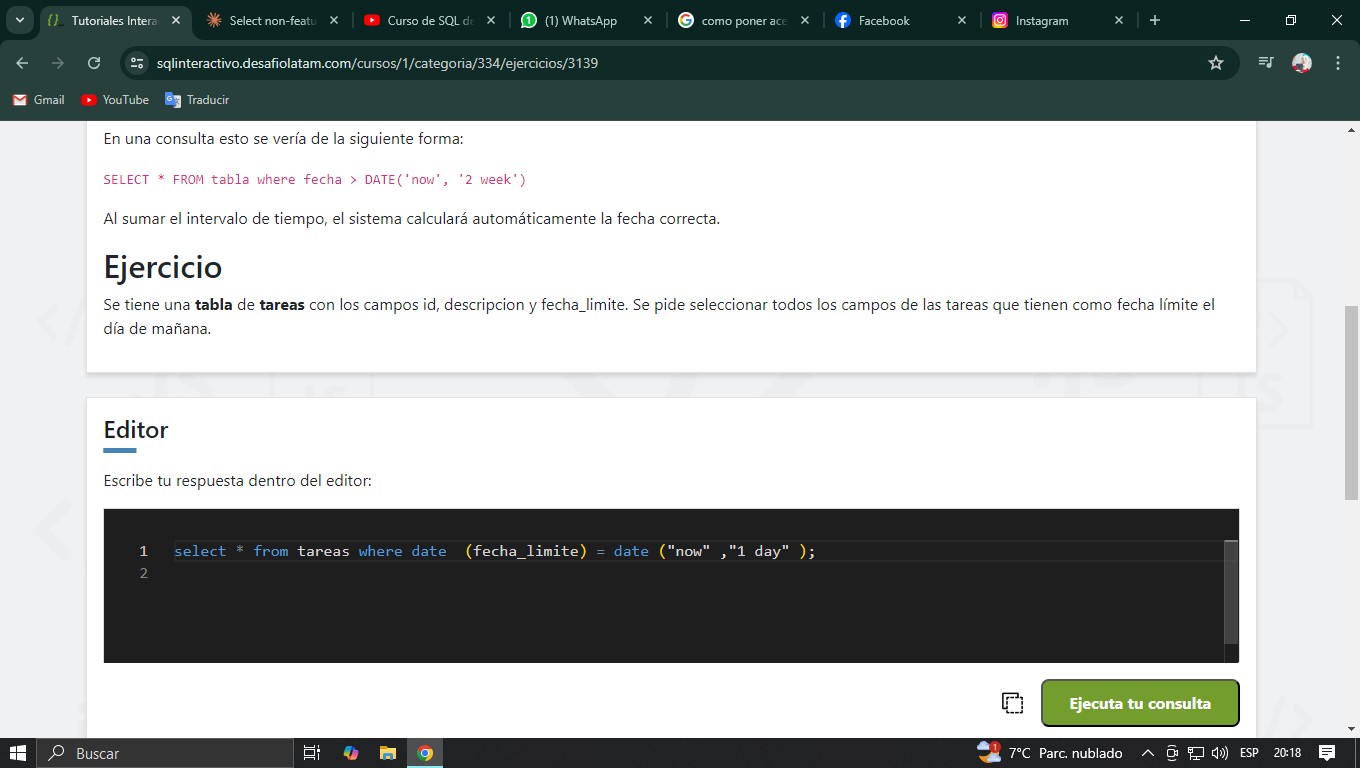 Tutoriales Intera
Select non-featu
Curso de SQL de
(1) WhatsApp
como poner ace
Facebook
Instagram
sqlinteractivo.desafiolatam.com/cursos/1/categoria/334/ejercicios/3139
Gmail
YouTube
Traducir
En una consulta esto se vería de la siguiente forma:
SELECT * FROM tabla where fecha > DATE('now', '2 week')
Al sumar el intervalo de tiempo, el sistema calculará automáticamente la fecha correcta.
Ejercicio
Se tiene una tabla de tareas con los campos id, descripcion y fecha_limite. Se pide seleccionar todos los campos de las tareas que tienen como fecha límite el
día de mañana.
Editor
Escribe tu respuesta dentro del editor:
1 select * from tareas where date  (fecha_limite) = date ("now" ,"1 day" );
2
Ejecuta tu consulta
Buscar
1
7°C Parc. nublado
ESP
20:18